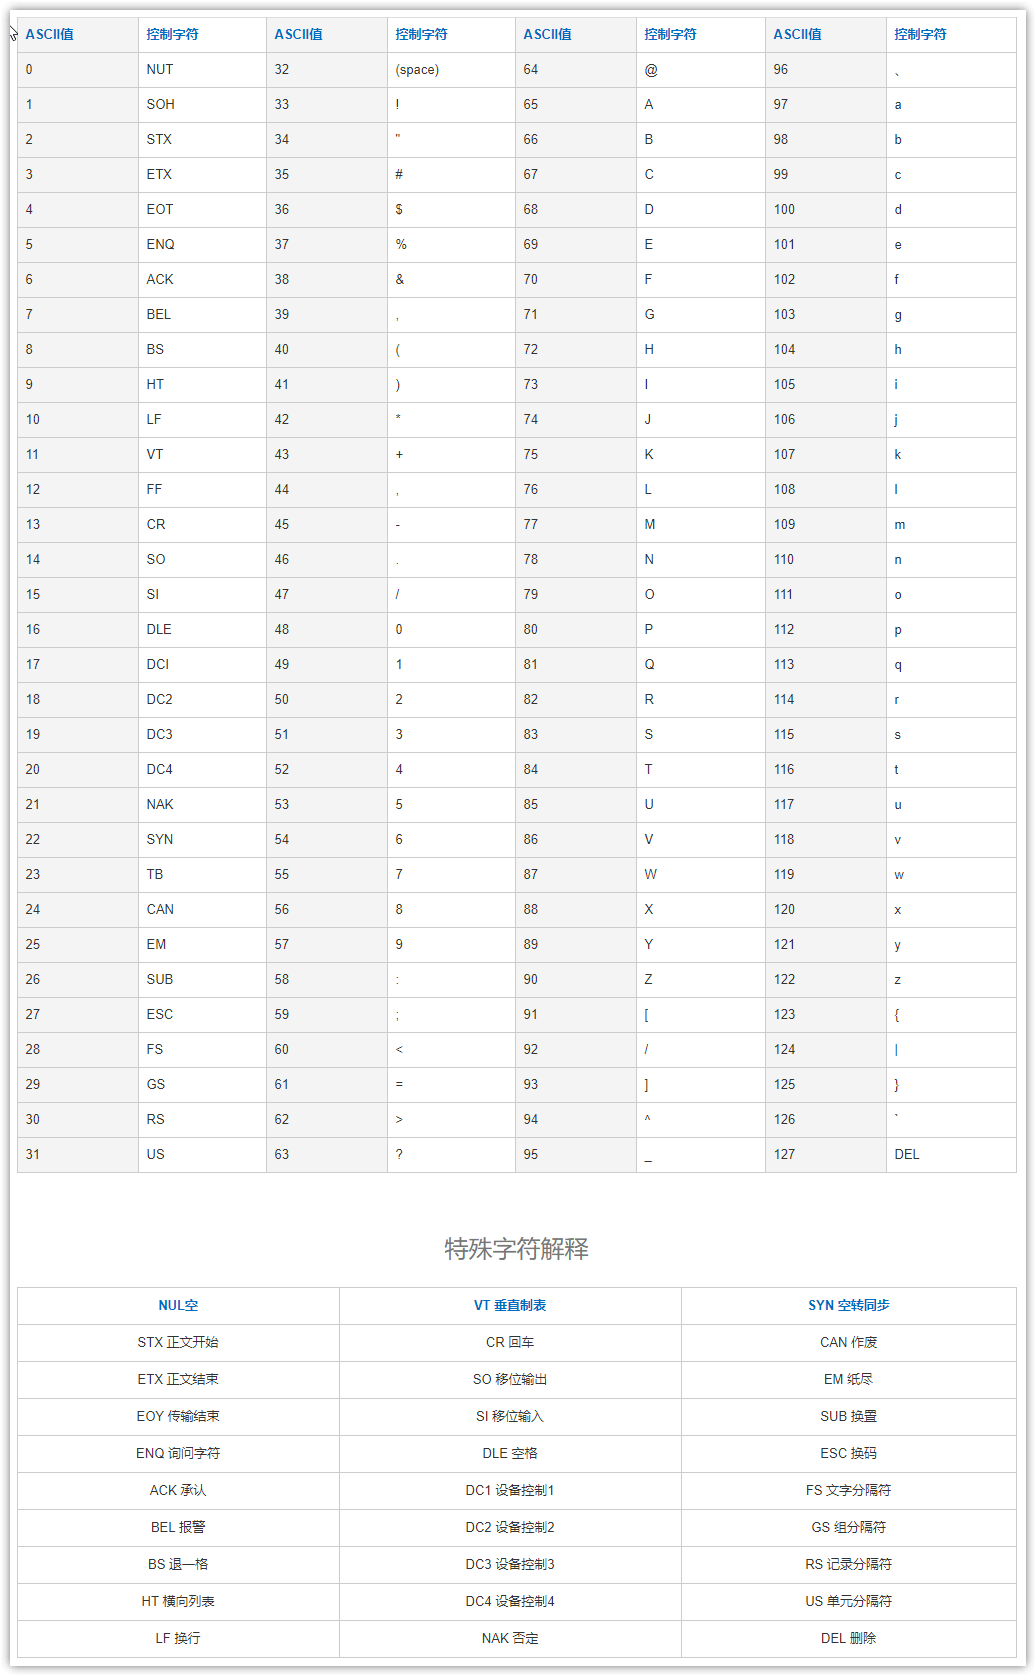 ASCII值 控制字符 ASCII值 控制字符 ASCII值 控制字符 ASCII值 控制字符
0 NUT 32 (space) 64 @ 96 、
1 SOH 33 ! 65 A 97 a
2 STX 34 " 66 B 98 b
3 ETX 35 # 67 C 99 c
4 EOT 36 $ 68 D 100 d
5 ENQ 37 % 69 E 101 e
6 ACK 38 & 70 F 102 f
7 BEL 39 , 71 G 103 g
8 BS 40 ( 72 H 104 h
9 HT 41 ) 73 I 105 i
10 LF 42 * 74 J 106 j
11 VT 43 + 75 K 107 k
12 FF 44 , 76 L 108 l
13 CR 45 - 77 M 109 m
14 SO 46 . 78 N 110 n
15 SI 47 / 79 O 111 o
16 DLE 48 0 80 P 112 p
17 DCI 49 1 81 Q 113 q
18 DC2 50 2 82 R 114 r
19 DC3 51 3 83 S 115 s
20 DC4 52 4 84 T 116 t
21 NAK 53 5 85 U 117 u
22 SYN 54 6 86 V 118 v
23 TB 55 7 87 W 119 w
24 CAN 56 8 88 X 120 x
25 EM 57 9 89 Y 121 y
26 SUB 58 : 90 Z 122 z
27 ESC 59 ; 91 [ 123 {
28 FS 60 < 92 / 124 |
29 GS 61 = 93 ] 125 }
30 RS 62 > 94 ^ 126 `
31 US 63 ? 95 _ 127 DEL
特殊字符解释
NUL空 VT 垂直制表 SYN 空转同步
STX 正文开始 CR 回车 CAN 作废
ETX 正文结束 SO 移位输出 EM 纸尽
EOY 传输结束 SI 移位输入 SUB 换置
ENQ 询问字符 DLE 空格 ESC 换码
ACK 承认 DC1 设备控制1 FS 文字分隔符
BEL 报警 DC2 设备控制2 GS 组分隔符
BS 退一格 DC3 设备控制3 RS 记录分隔符
HT 横向列表 DC4 设备控制4 US 单元分隔符
LF 换行 NAK 否定 DEL 删除